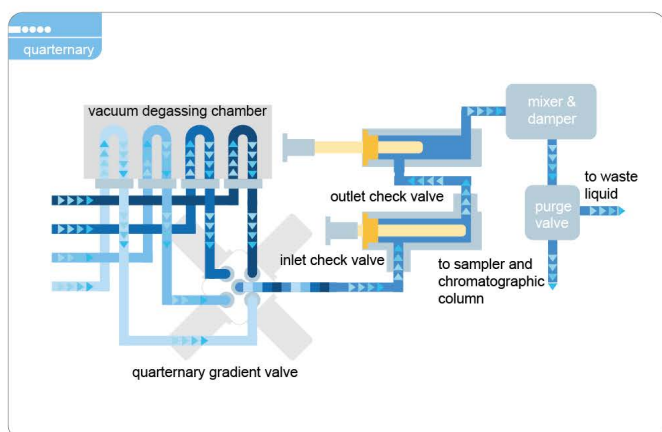 quarternary
vacuum degassing chamber
mixer &
damper
to waste
liquid
purge
valve
outlet check valve
inlet check valve
to sampler and
chromatographic
column
quarternary gradient valve